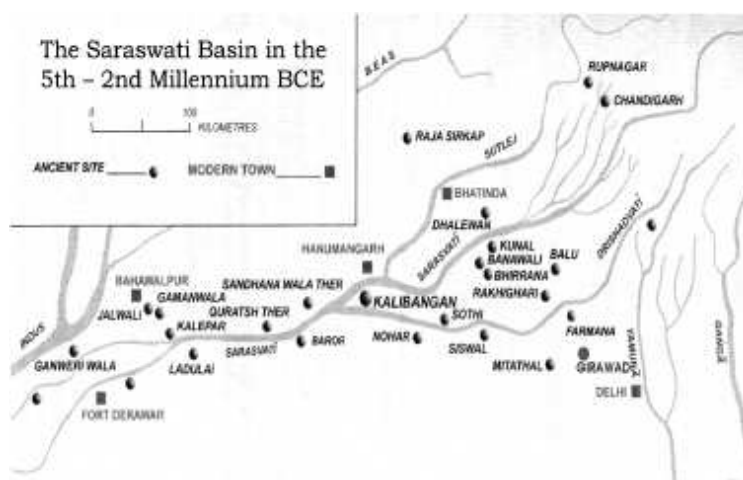 The Saraswati Basin in the
5th – 2nd Millennium BCE
0 100
KILOMETRES
ANCIENT SITE
MODERN TOWN
BEAS
RUPNAGAR
CHANDIGARH
RAJA SIRKAP
SUTLEJ
BHATINDA
DHALEWAN
SARASVATI
DRISHADVATI
HANUMANGARH
KUNAL
BANAWALI
BALU
BHIRRANA
BAHAWALPUR
SANDHANA WALA THER
RAKHIGHARI
GAMANWALA
KALIBANGAN
JALWALI
QURATSH THER
SOTHI
FARMANA
KALEPAR
INDUS
SARASVATI
BAROR
NOHAR
SISWAL
YAMUNA
GANGA
GANWERI WALA
LADULAI
MITATHAL
GIRAWAD
DELHI
FORT DERAWAR